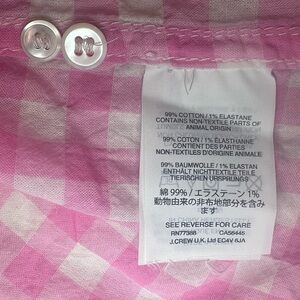 99% COTTON / 1% ELASTANE
CONTAINS NON-TEXTILE PARTS OF
ANIMAL ORIGIN
99% COTON / 1% ÉLASTHANNE
CONTIENT DES PARTIES
NON-TEXTILES D'ORIGINE ANIMALE
99% BAUMWOLLE / 1% ELASTAN
ENTHÄLT NICHTTEXTILE TEILE
TIERISCHEN URSPRUNGS
綿 99% / エラステーン 1%
動物由来の非布地部分を含み
ます
SEE REVERSE FOR CARE
RN77388 CA56445
J.CREW U.K. Ltd EC4V 6JA